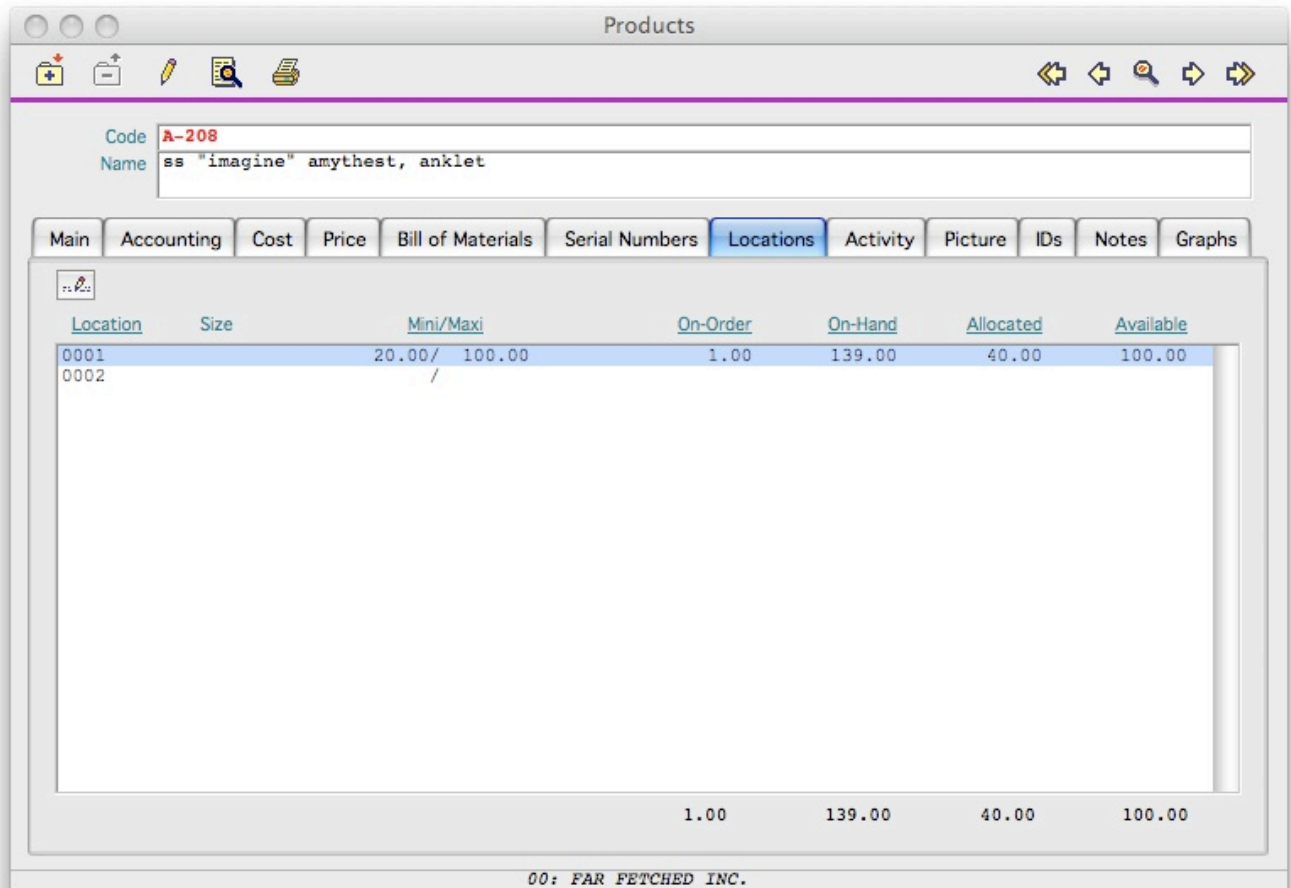 Products
Code A-208
Name ss "imagine" amythest, anklet
Main Accounting Cost Price Bill of Materials Serial Numbers Locations Activity Picture IDs Notes Graphs
Location Size Mini/Maxi On-Order On-Hand Allocated Available
0001 20.00/ 100.00 1.00 139.00 40.00 100.00
0002 /
1.00 139.00 40.00 100.00
00: FAR FETCHED INC.